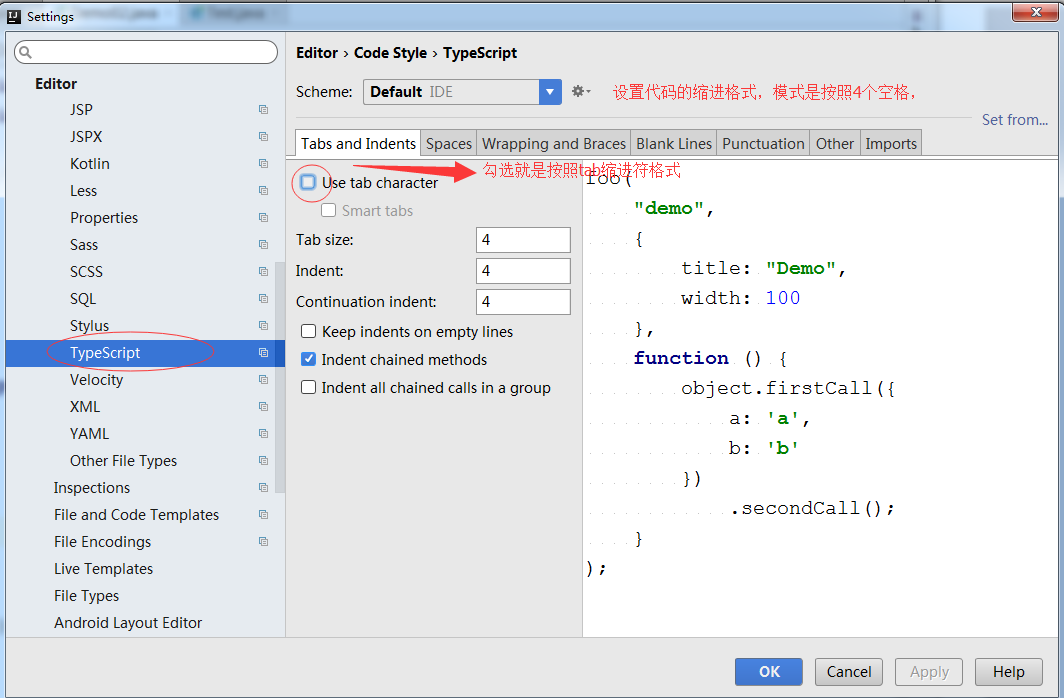 Settings
Editor
JSP
JSPX
Kotlin
Less
Properties
Sass
SCSS
SQL
Stylus
TypeScript
Velocity
XML
YAML
Other File Types
Inspections
File and Code Templates
File Encodings
Live Templates
File Types
Android Layout Editor
Editor › Code Style › TypeScript
Scheme: Default IDE
设置代码的缩进格式，模式是按照4个空格，
Set from...
Tabs and Indents Spaces Wrapping and Braces Blank Lines Punctuation Other Imports
勾选就是按照tab缩进符格式
Use tab character
Smart tabs
Tab size: 4
Indent: 4
Continuation indent: 4
Keep indents on empty lines
Indent chained methods
Indent all chained calls in a group
foo(
"demo",
{
title: "Demo",
width: 100
},
function () {
object.firstCall({
a: 'a',
b: 'b'
})
.secondCall();
}
);
OK Cancel Apply Help